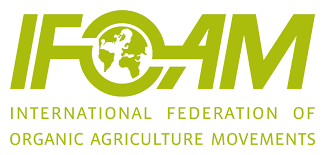 IFOAM
INTERNATIONAL FEDERATION OF
ORGANIC AGRICULTURE MOVEMENTS